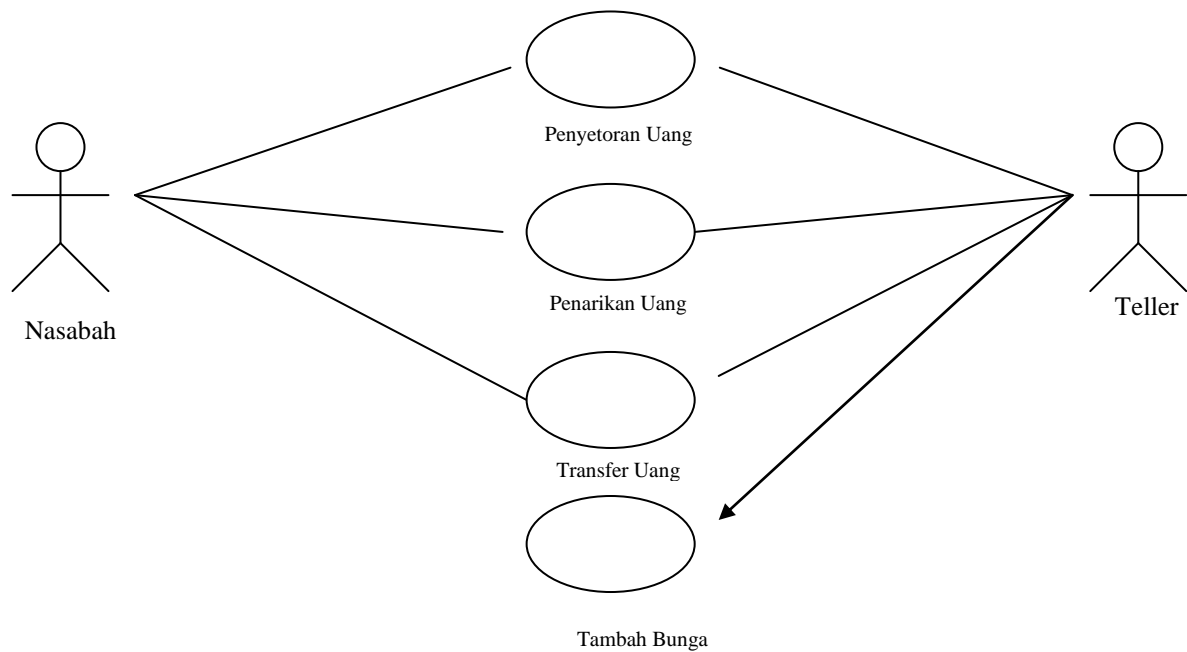 Penyetoran Uang
Nasabah
Penarikan Uang
Teller
Transfer Uang
Tambah Bunga